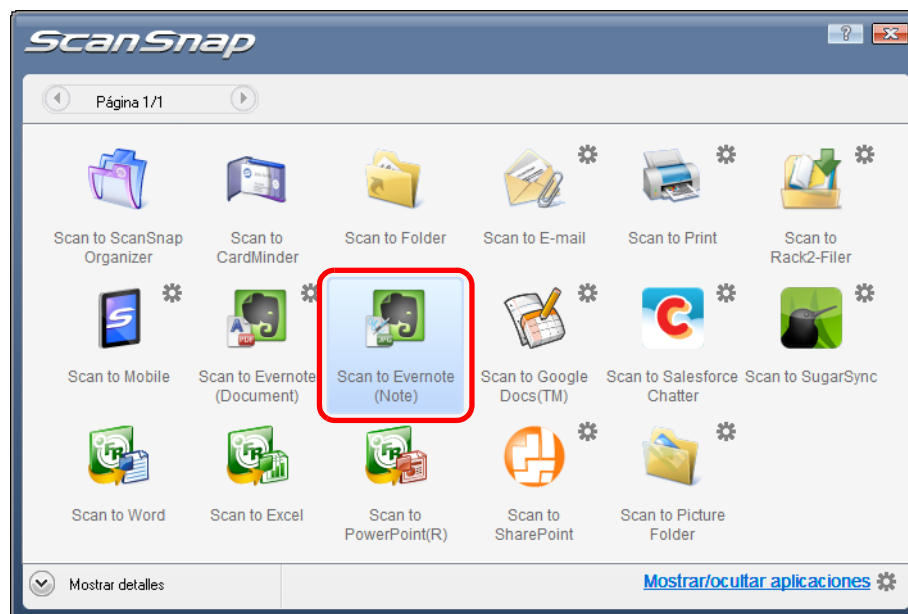 ScanSnap
Página 1/1
Scan to ScanSnap
Organizer
Scan to
CardMinder
Scan to Folder
Scan to E-mail
Scan to Print
Scan to
Rack2-Filer
Scan to Mobile
Scan to Evernote
(Document)
Scan to Evernote
(Note)
Scan to Google
Docs(TM)
Scan to Salesforce
Chatter
Scan to SugarSync
Scan to Word
Scan to Excel
Scan to
PowerPoint(R)
Scan to
SharePoint
Scan to Picture
Folder
Mostrar detalles
Mostrar/ocultar aplicaciones